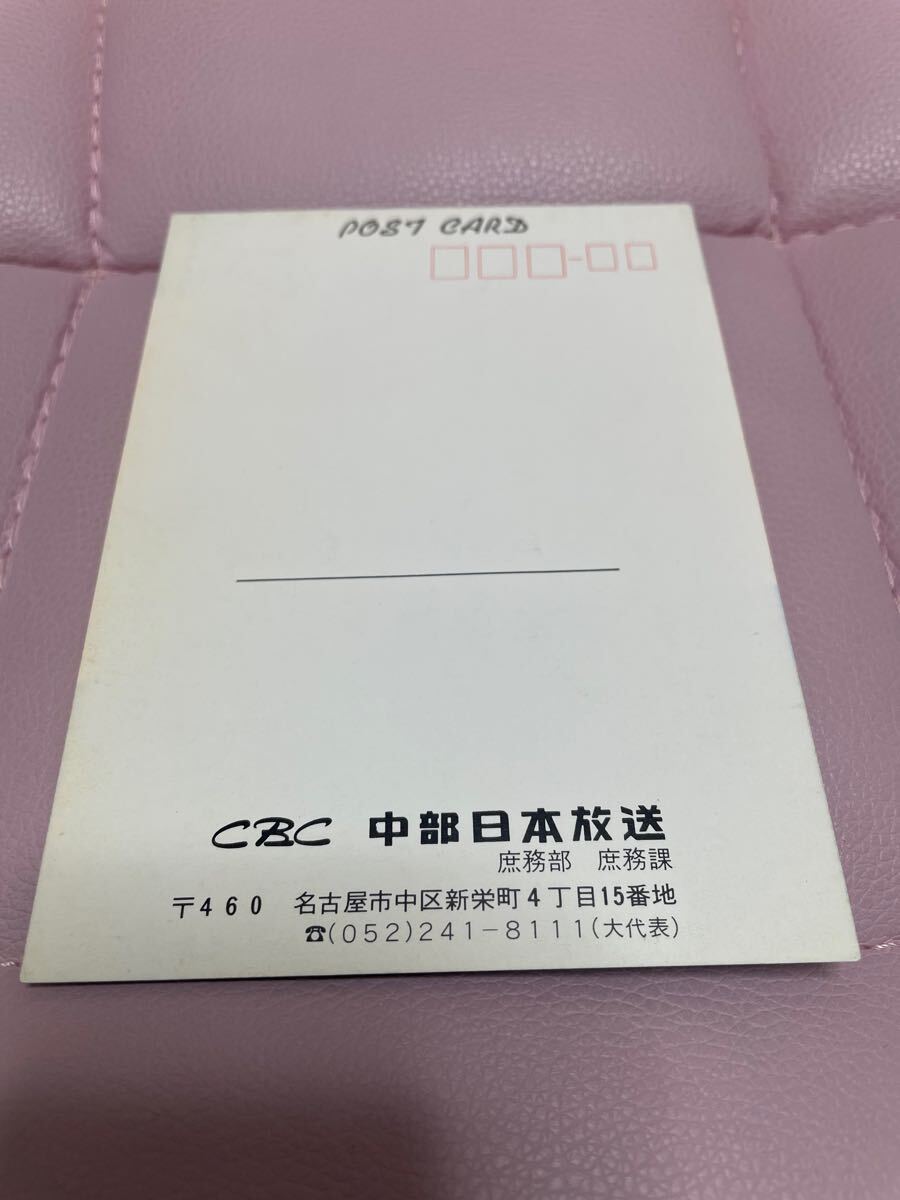 POST CARD
CBC 中部日本放送
庶務部 庶務課
〒460 名古屋市中区新栄町4丁目15番地
☎(052)241-8111(大代表)